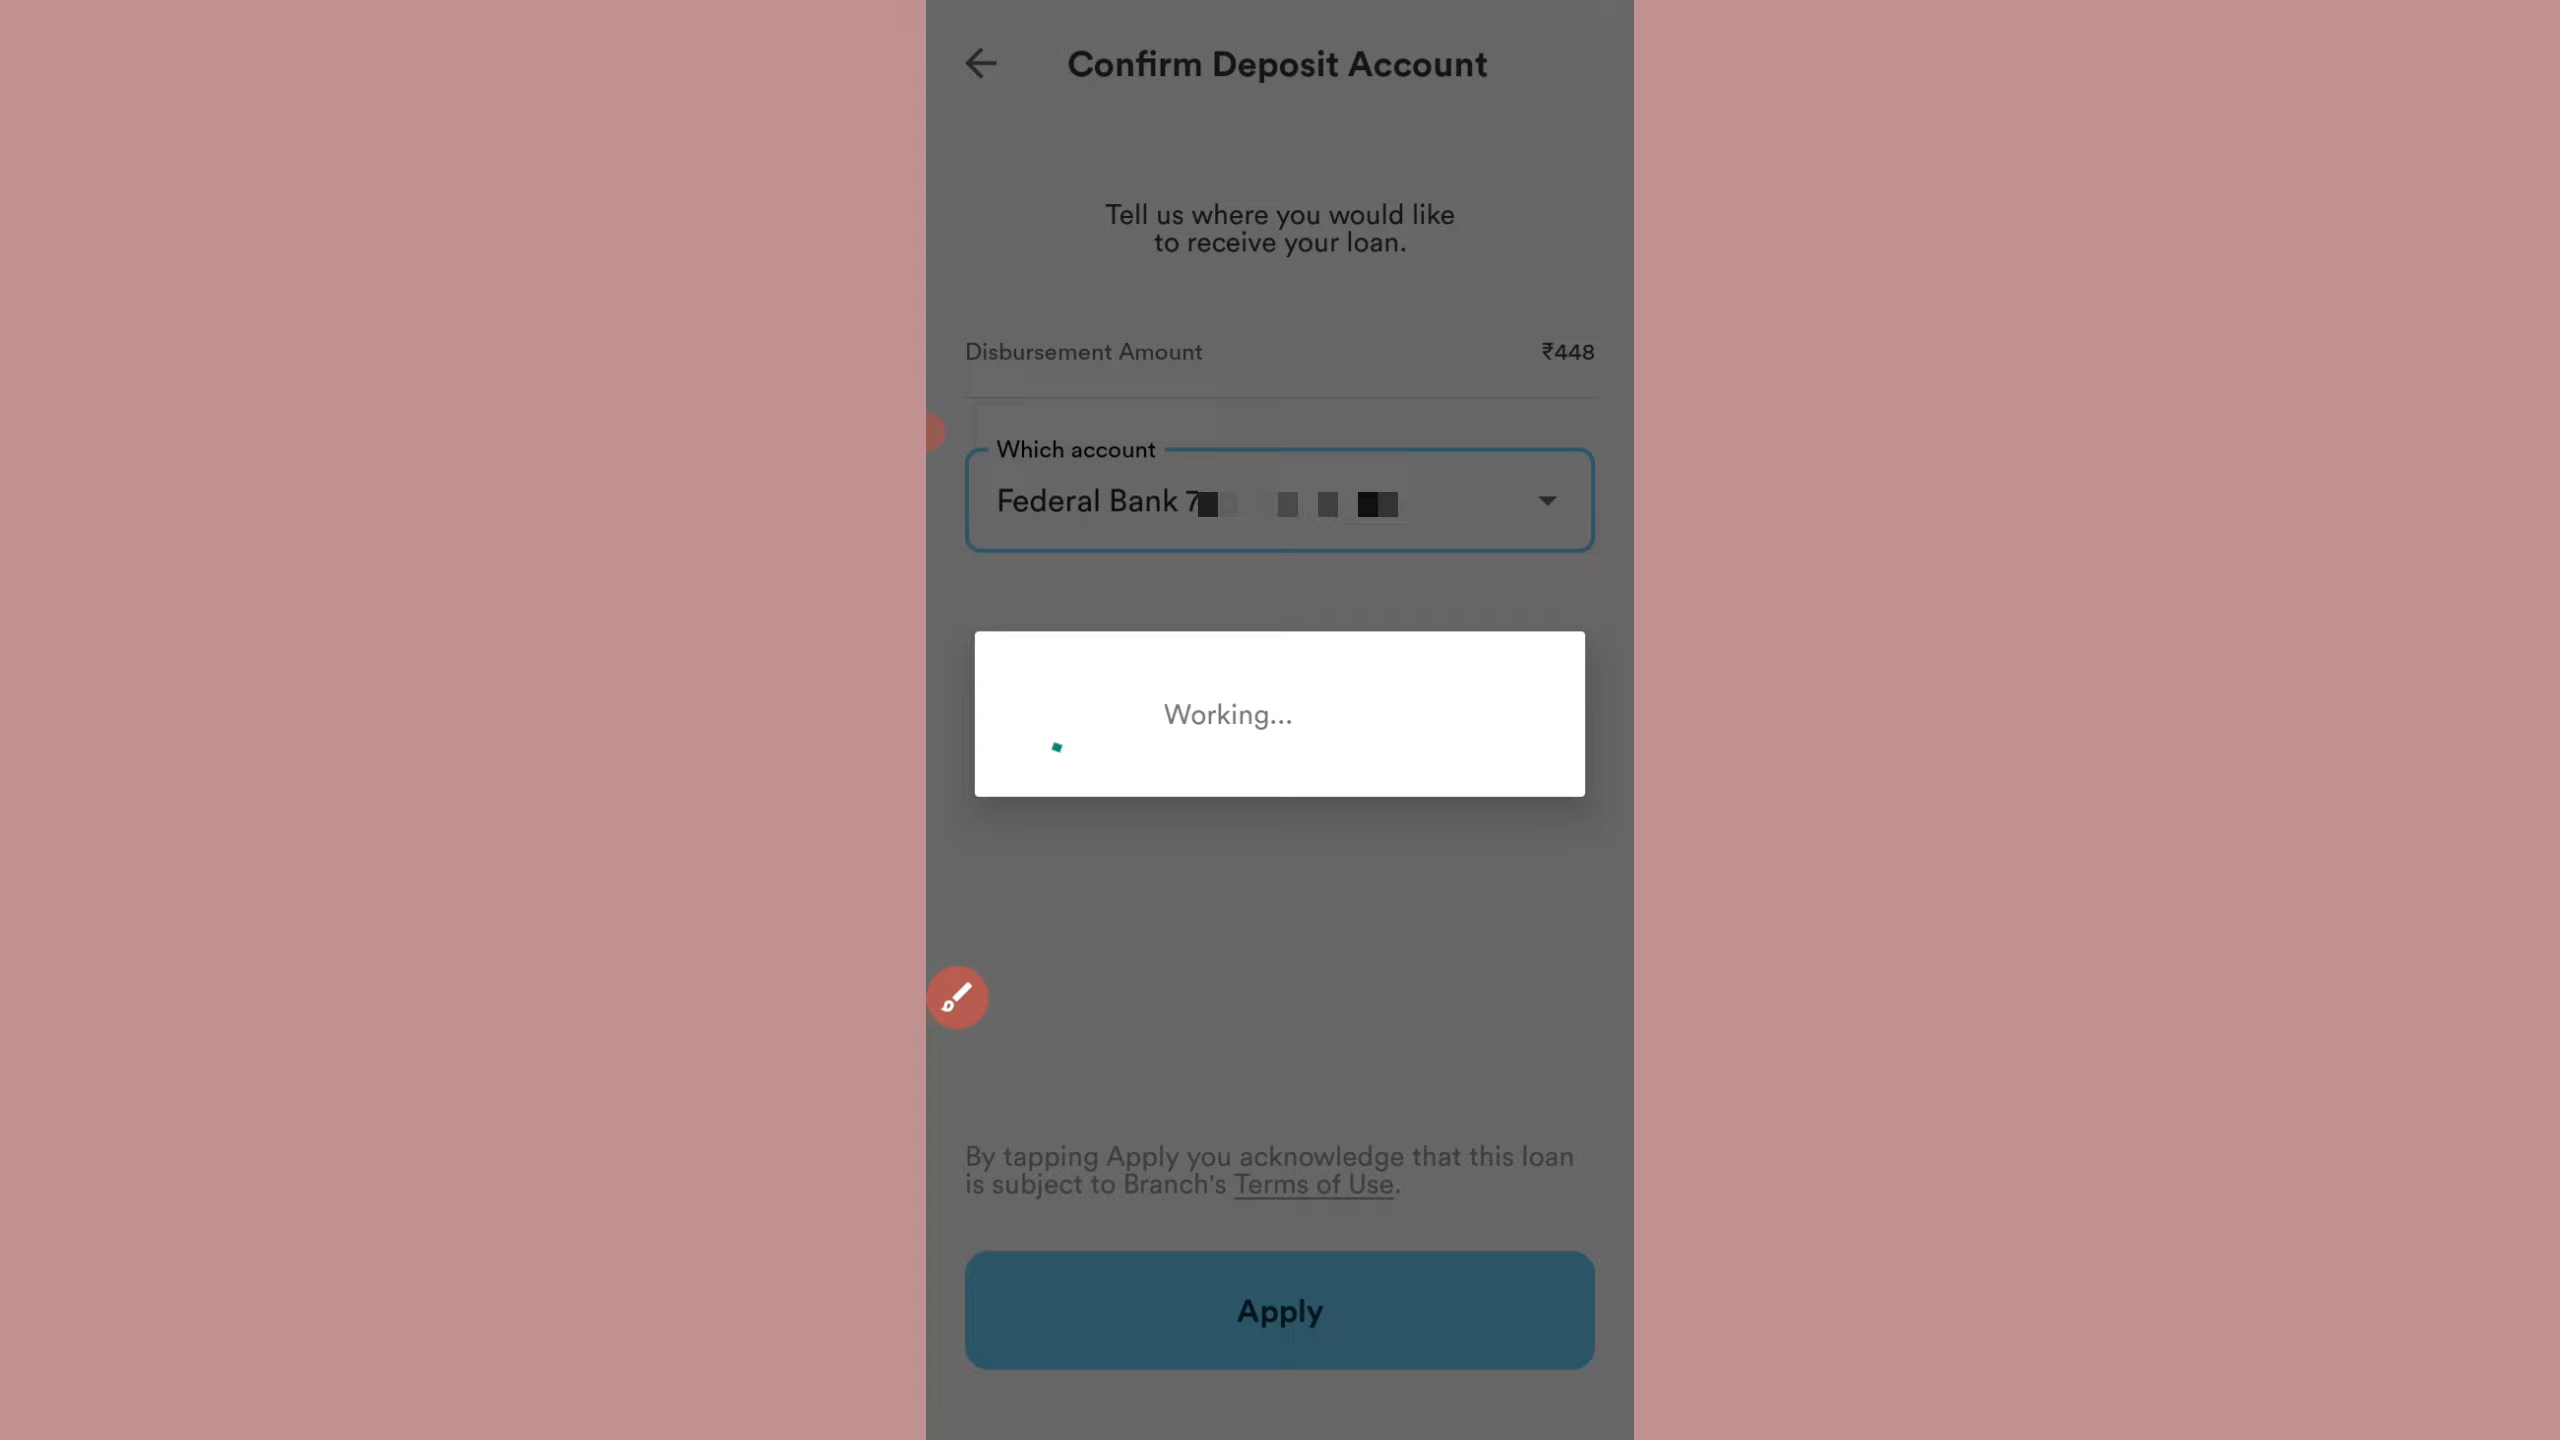 Confirm Deposit Account
Tell us where you would like
to receive your loan.
Disbursement Amount ₹448
Which account
Federal Bank 7
Working...
By tapping Apply you acknowledge that this loan
is subject to Branch's Terms of Use.
Apply